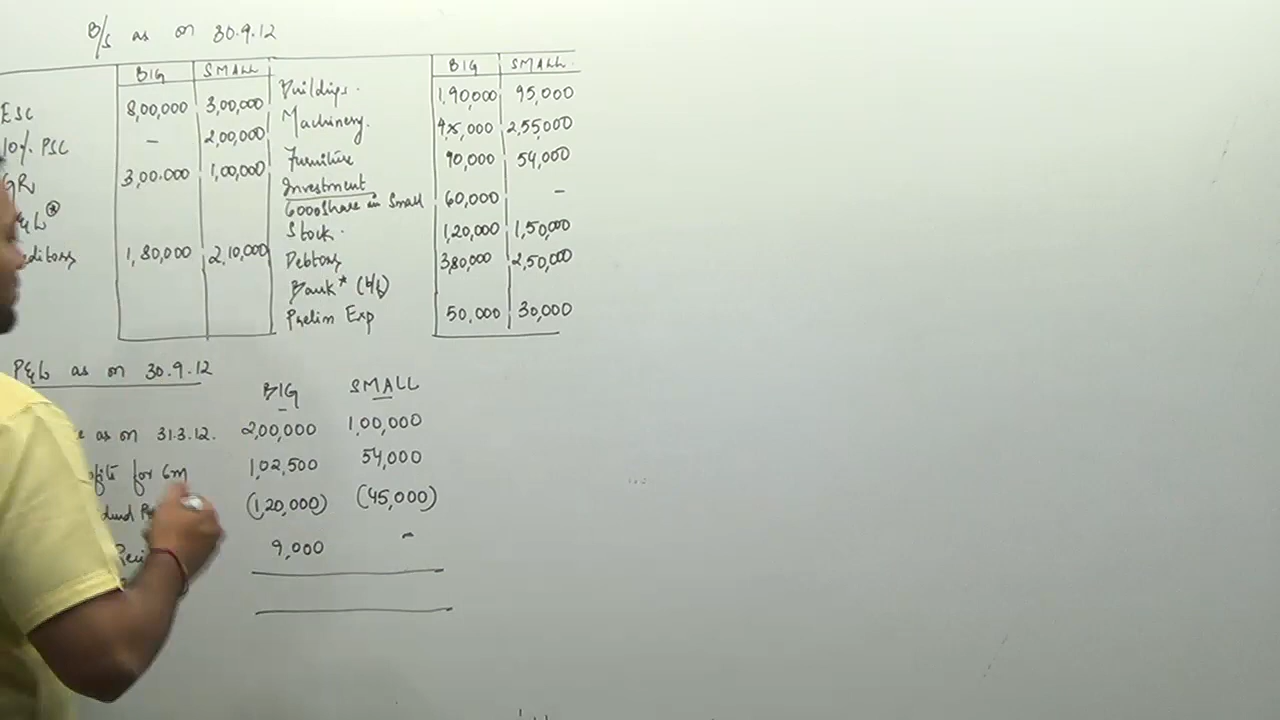 B/S as on 30.9.12
BIG SMALL BIG SMALL
ESC 8,00,000 3,00,000 Buildings. 1,90,000 95,000
10% PSC - 2,00,000 Machinery. 2,55,000
GR 3,00,000 1,00,000 Furniture 90,000 54,000
Investment
6000 Share in Small 60,000 -
Stock. 1,20,000 1,50,000
1,80,000 2,10,000 Debtors 3,80,000 2,50,000
Bank* (b/f)
Prelim Exp 50,000 30,000
P&L as on 30.9.12
BIG SMALL
as on 31.3.12. 2,00,000 1,00,000
for 6m 1,02,500 54,000
(1,20,000) (45,000)
9,000 -